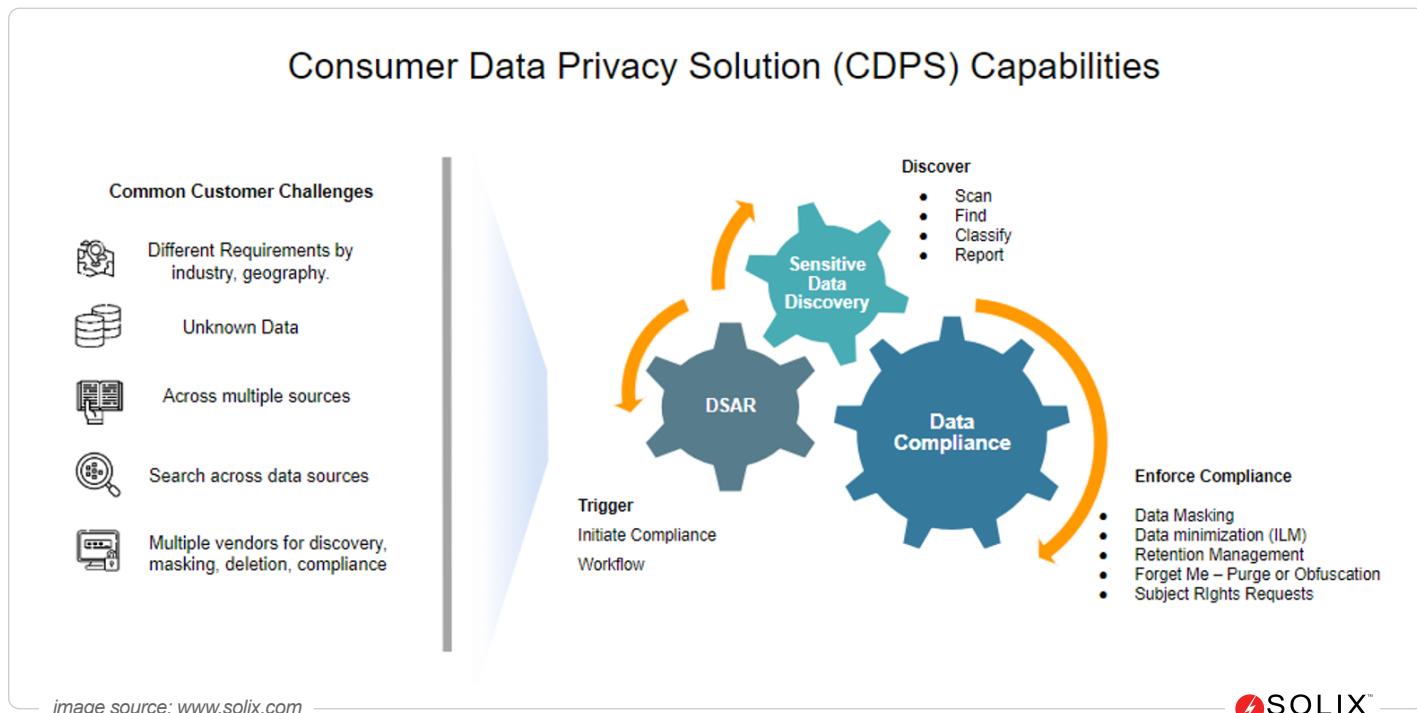 Consumer Data Privacy Solution (CDPS) Capabilities
Common Customer Challenges
Different Requirements by
industry, geography.
Unknown Data
Across multiple sources
Search across data sources
Multiple vendors for discovery,
masking, deletion, compliance
Discover
● Scan
● Find
● Classify
● Report
Sensitive
Data
Discovery
DSAR
Data
Compliance
Trigger
Initiate Compliance
Workflow
Enforce Compliance
● Data Masking
● Data minimization (ILM)
● Retention Management
● Forget Me – Purge or Obfuscation
● Subject RIghts Requests
image source: www.solix.com
SOLIX™